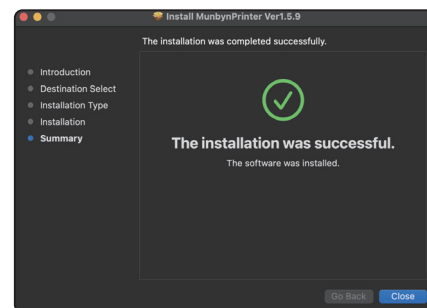 Install MunbynPrinter Ver1.5.9
The installation was completed successfully.
Introduction
Destination Select
Installation Type
Installation
Summary
The installation was successful.
The software was installed.
Go Back
Close